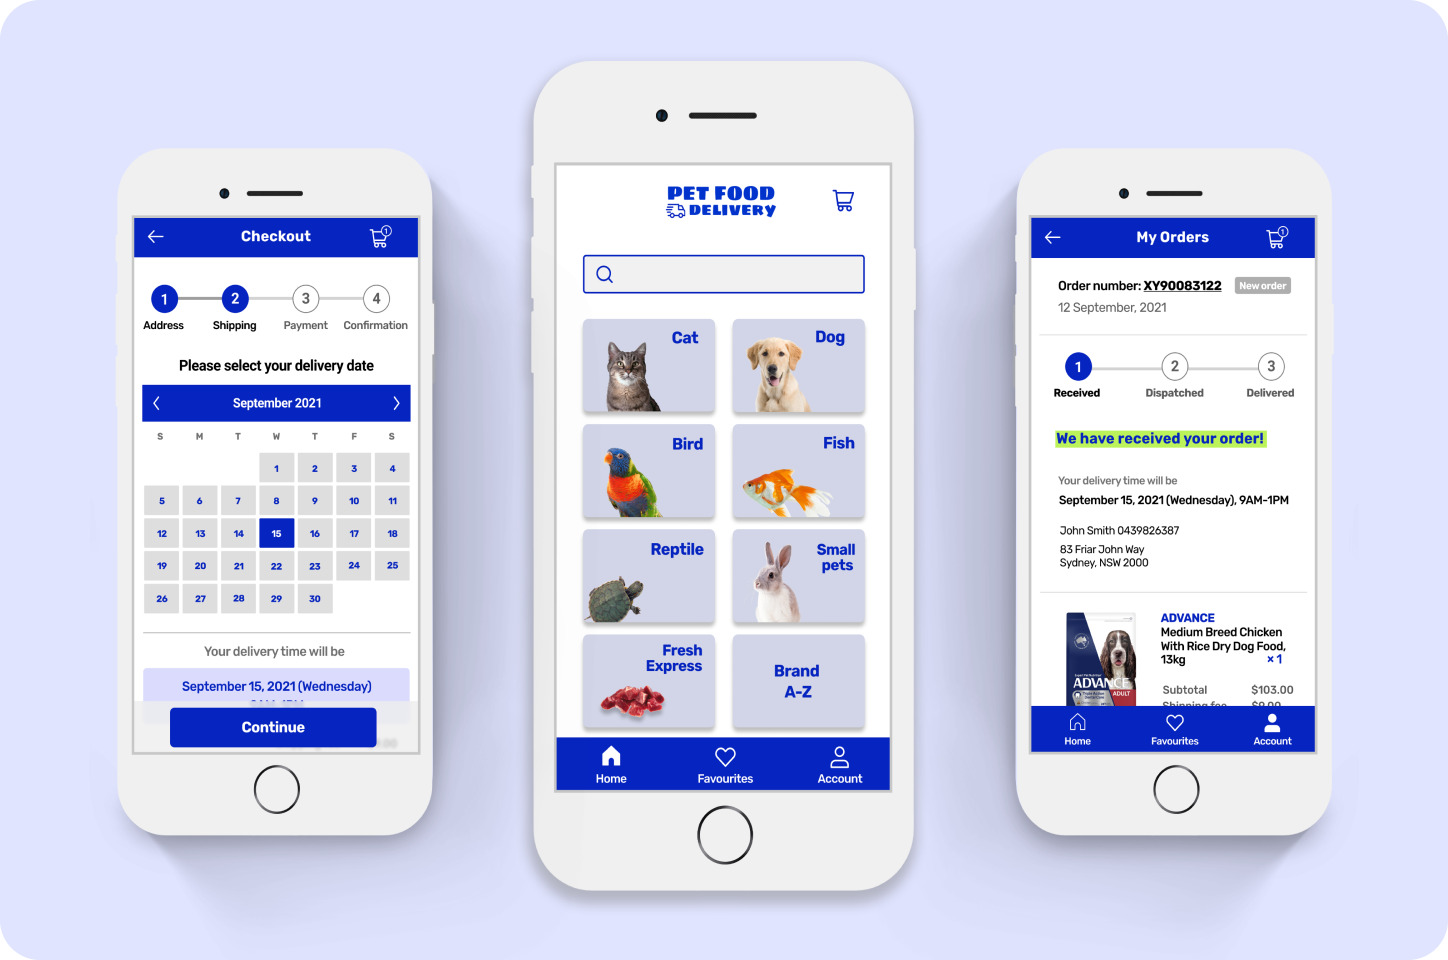 Checkout
1
1
2
3
4
Address
Shipping
Payment
Confirmation
Please select your delivery date
September 2021
S M T W T F S
1 2 3 4
5 6 7 8 9 10 11
12 13 14 15 16 17 18
19 20 21 22 23 24 25
26 27 28 29 30
Your delivery time will be
September 15, 2021 (Wednesday)
Continue
PET FOOD
DELIVERY
Cat
Dog
Bird
Fish
Reptile
Small
pets
Fresh
Express
Brand
A-Z
Home
Favourites
Account
My Orders
1
Order number: XY90083122
New order
12 September, 2021
1
2
3
Received
Dispatched
Delivered
We have received your order!
Your delivery time will be
September 15, 2021 (Wednesday), 9AM-1PM
John Smith 0439826387
83 Friar John Way
Sydney, NSW 2000
ADVANCE
ADULT
ADVANCE
Medium Breed Chicken
With Rice Dry Dog Food,
13kg
× 1
Subtotal $103.00
Shipping fee $9.00
Home
Favourites
Account